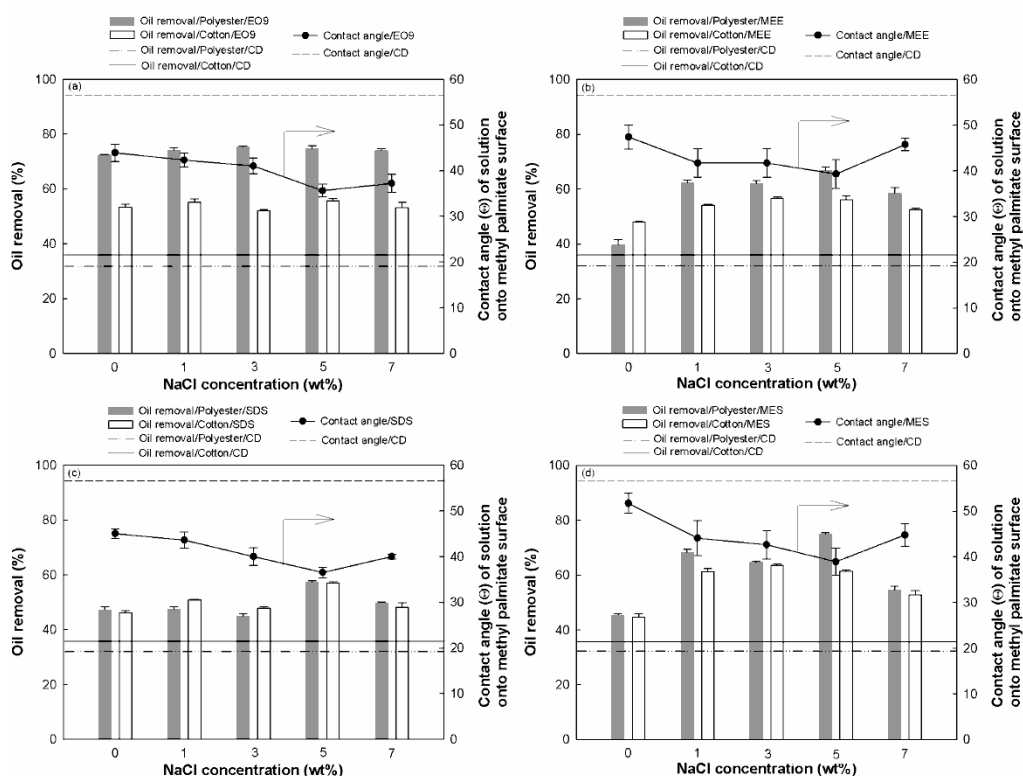 Oil removal/Polyester/EO9
Oil removal/Cotton/EO9
Oil removal/Polyester/CD
Oil removal/Cotton/CD
Contact angle/EO9
Contact angle/CD
(a)
100
80
60
40
20
0
Oil removal (%)
60
50
40
30
20
10
0
Contact angle (Θ) of solution
onto methyl palmitate surface
0 1 3 5 7
NaCl concentration (wt%)
Oil removal/Polyester/MEE
Oil removal/Cotton/MEE
Oil removal/Polyester/CD
Oil removal/Cotton/CD
Contact angle/MEE
Contact angle/CD
(b)
100
80
60
40
20
0
Oil removal (%)
60
50
40
30
20
10
0
Contact angle (Θ) of solution
onto methyl palmitate surface
0 1 3 5 7
NaCl concentration (wt%)
Oil removal/Polyester/SDS
Oil removal/Cotton/SDS
Oil removal/Polyester/CD
Oil removal/Cotton/CD
Contact angle/SDS
Contact angle/CD
(c)
100
80
60
40
20
0
Oil removal (%)
60
50
40
30
20
10
0
Contact angle (Θ) of solution
onto methyl palmitate surface
0 1 3 5 7
NaCl concentration (wt%)
Oil removal/Polyester/MES
Oil removal/Cotton/MES
Oil removal/Polyester/CD
Oil removal/Cotton/CD
Contact angle/MES
Contact angle/CD
(d)
100
80
60
40
20
0
Oil removal (%)
60
50
40
30
20
10
0
Contact angle (Θ) of solution
onto methyl palmitate surface
0 1 3 5 7
NaCl concentration (wt%)